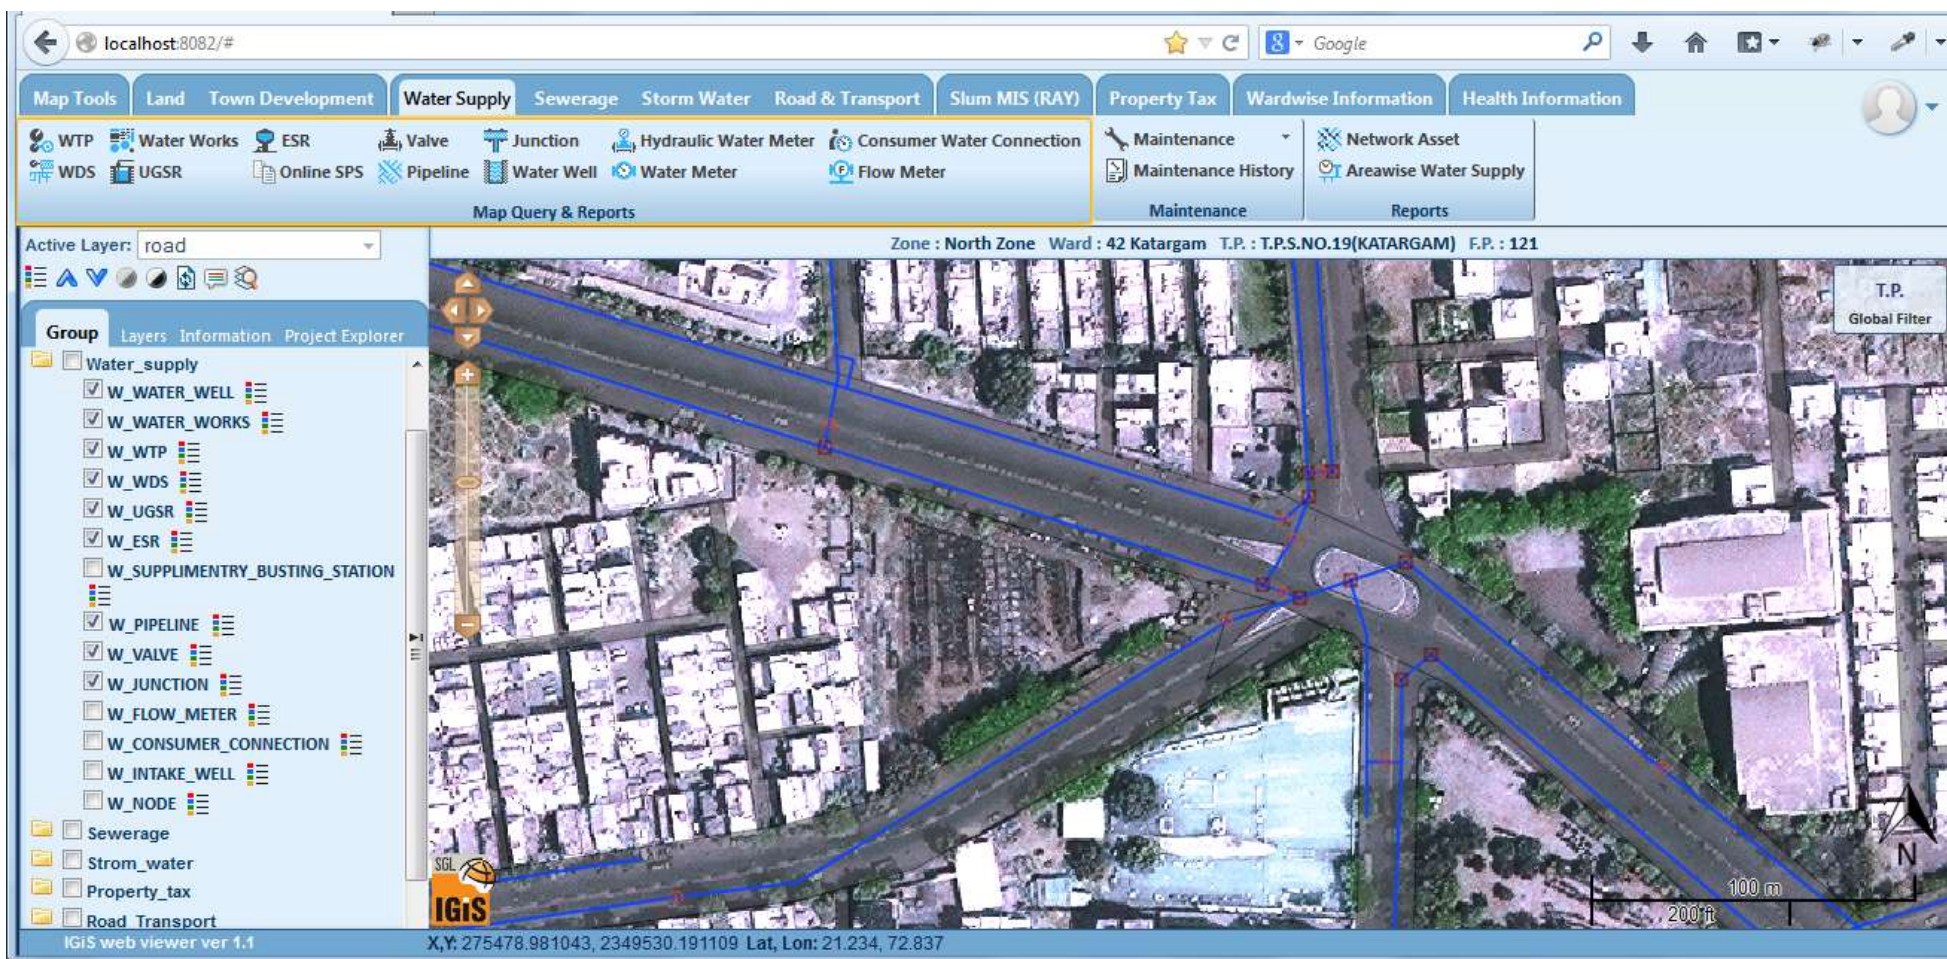 localhost:8082/#
8 Google
Map Tools Land Town Development Water Supply Sewerage Storm Water Road & Transport Slum MIS (RAY) Property Tax Wardwise Information Health Information
WTP Water Works ESR Valve Junction Hydraulic Water Meter Consumer Water Connection Maintenance Network Asset
WDS UGSR Online SPS Pipeline Water Well Water Meter Flow Meter Maintenance History Areawise Water Supply
Map Query & Reports Maintenance Reports
Active Layer: road
Zone : North Zone Ward : 42 Katargam T.P. : T.P.S.NO.19(KATARGAM) F.P. : 121
T.P.
Global Filter
Group Layers Information Project Explorer
Water_supply
W_WATER_WELL
W_WATER_WORKS
W_WTP
W_WDS
W_UGSR
W_ESR
W_SUPPLIMENTRY_BUSTING_STATION
W_PIPELINE
W_VALVE
W_JUNCTION
W_FLOW_METER
W_CONSUMER_CONNECTION
W_INTAKE_WELL
W_NODE
Sewerage
Strom_water
Property_tax
Road_Transport
SGL
IGiS
N
100 m
200 ft
IGiS web viewer ver 1.1
X,Y: 275478.981043, 2349530.191109 Lat, Lon: 21.234, 72.837